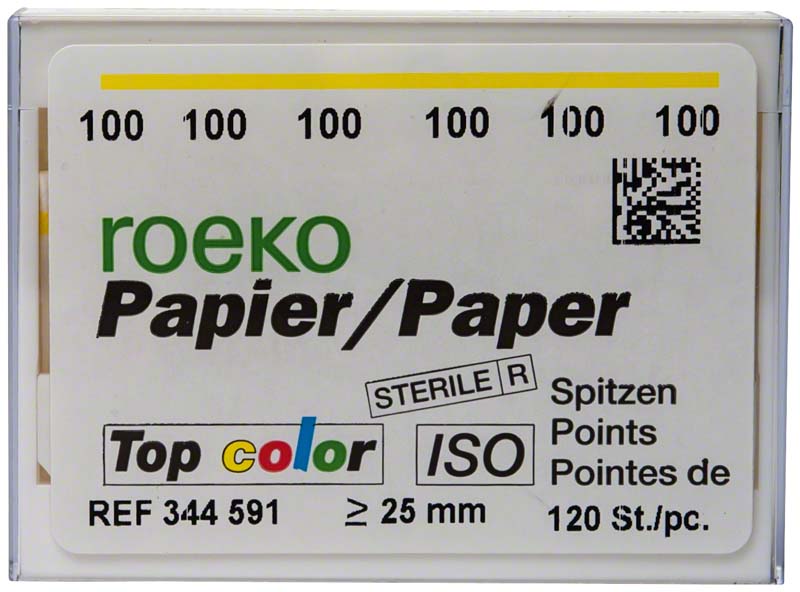 100 100 100 100 100 100
roeko
Papier/Paper
STERILE R
Spitzen
Top color
ISO
Points
Pointes de
REF 344 591
≥ 25 mm
120 St./pc.